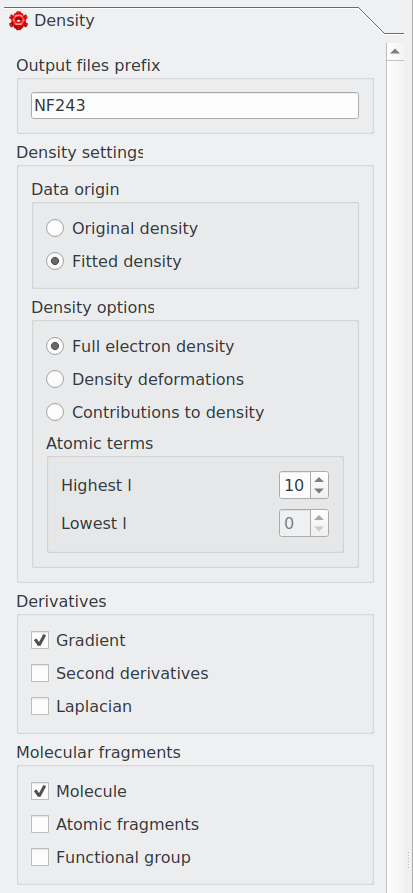 Density
Output files prefix
NF243
Density settings
Data origin
Original density
Fitted density
Density options
Full electron density
Density deformations
Contributions to density
Atomic terms
Highest l 10
Lowest l 0
Derivatives
Gradient
Second derivatives
Laplacian
Molecular fragments
Molecule
Atomic fragments
Functional group